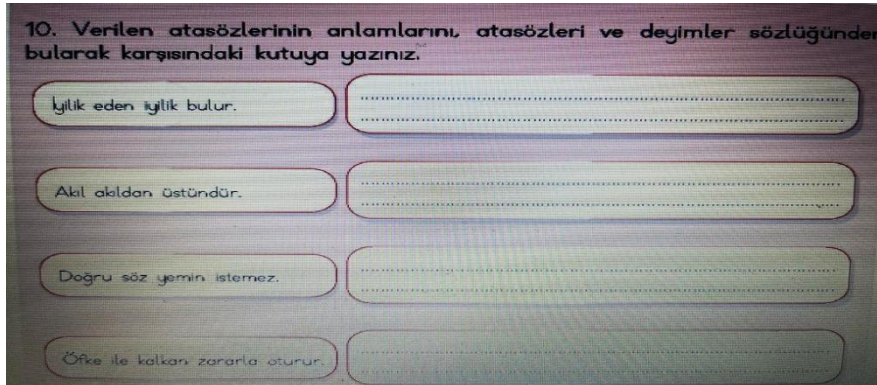 10. Verilen atasözlerinin anlamlarını, atasözleri ve deyimler sözlüğünden
bularak karşısındaki kutuya yazınız.
İyilik eden iyilik bulur.
Akıl akıldan üstündür.
Doğru söz yemin istemez.
Öfke ile kalkan zararla oturur.